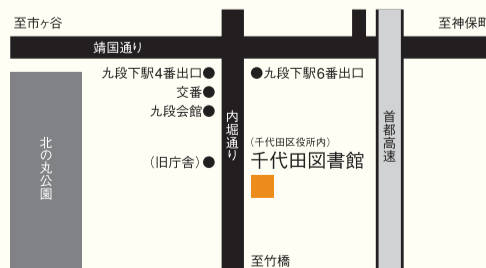 至市ヶ谷
至神保町
靖国通り
九段下駅4番出口
九段下駅6番出口
交番
九段会館
内堀通り
首都高速
北の丸公園
(千代田区役所内)
千代田図書館
(旧庁舎)
至竹橋